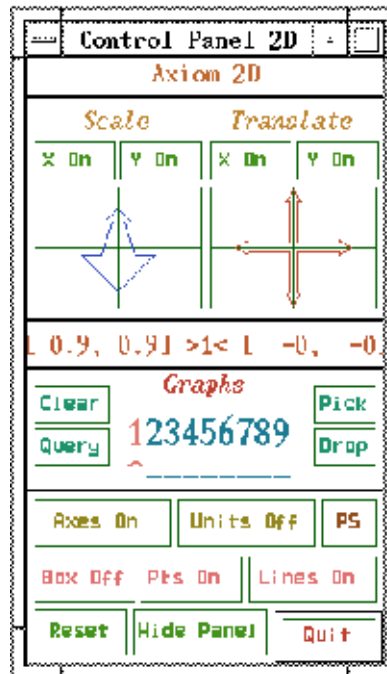 Control Panel 2D
Axiom 2D
Scale Translate
X On Y On X On Y On
[ 0.9, 0.9] >1< [ -0, -0.
Graphs
Clear Pick
123456789
Query Drop
^ _ _ _ _ _ _ _ _
Axes On Units Off PS
Box Off Pts On Lines On
Reset Hide Panel Quit